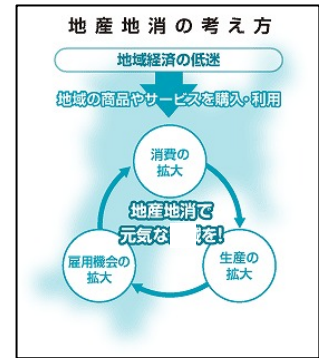 地産地消の考え方
地域経済の低迷
地域の商品やサービスを購入・利用
消費の
拡大
地産地消で
元気な 域を!
雇用機会の
拡大
生産の
拡大